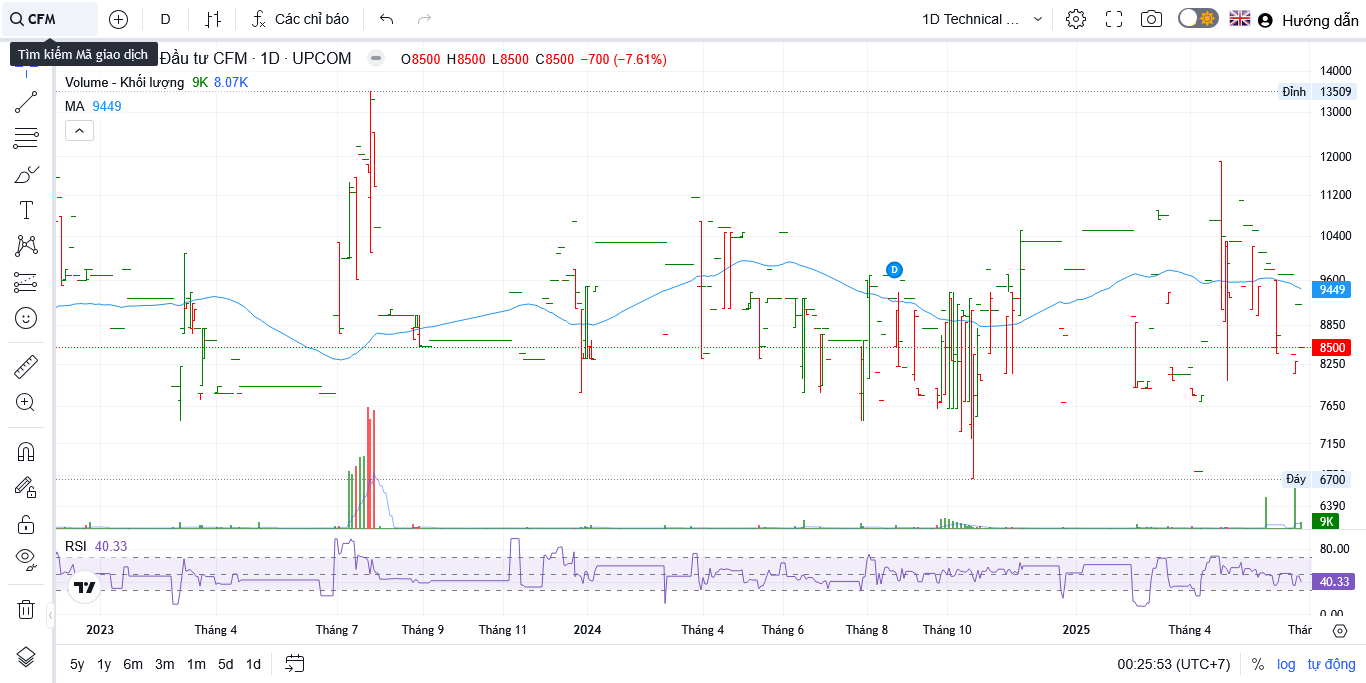 CFM D Các chỉ báo 1D Technical ... Hướng dẫn
Tìm kiếm Mã giao dịch
Đầu tư CFM · 1D · UPCOM O8500 H8500 L8500 C8500 −700 (−7.61%)
Volume - Khối lượng 9K 8.07K
MA 9449
14000
Đỉnh 13509
13000
12000
11200
10400
D
9600
9449
8850
8500
8250
7650
7150
Đáy 6700
6390
9K
RSI 40.33
80.00
40.33
0.00
2023 Tháng 4 Tháng 7 Tháng 9 Tháng 11 2024 Tháng 4 Tháng 6 Tháng 8 Tháng 10 2025 Tháng 4 Thár
5y 1y 6m 3m 1m 5d 1d 00:25:53 (UTC+7) % log tự động